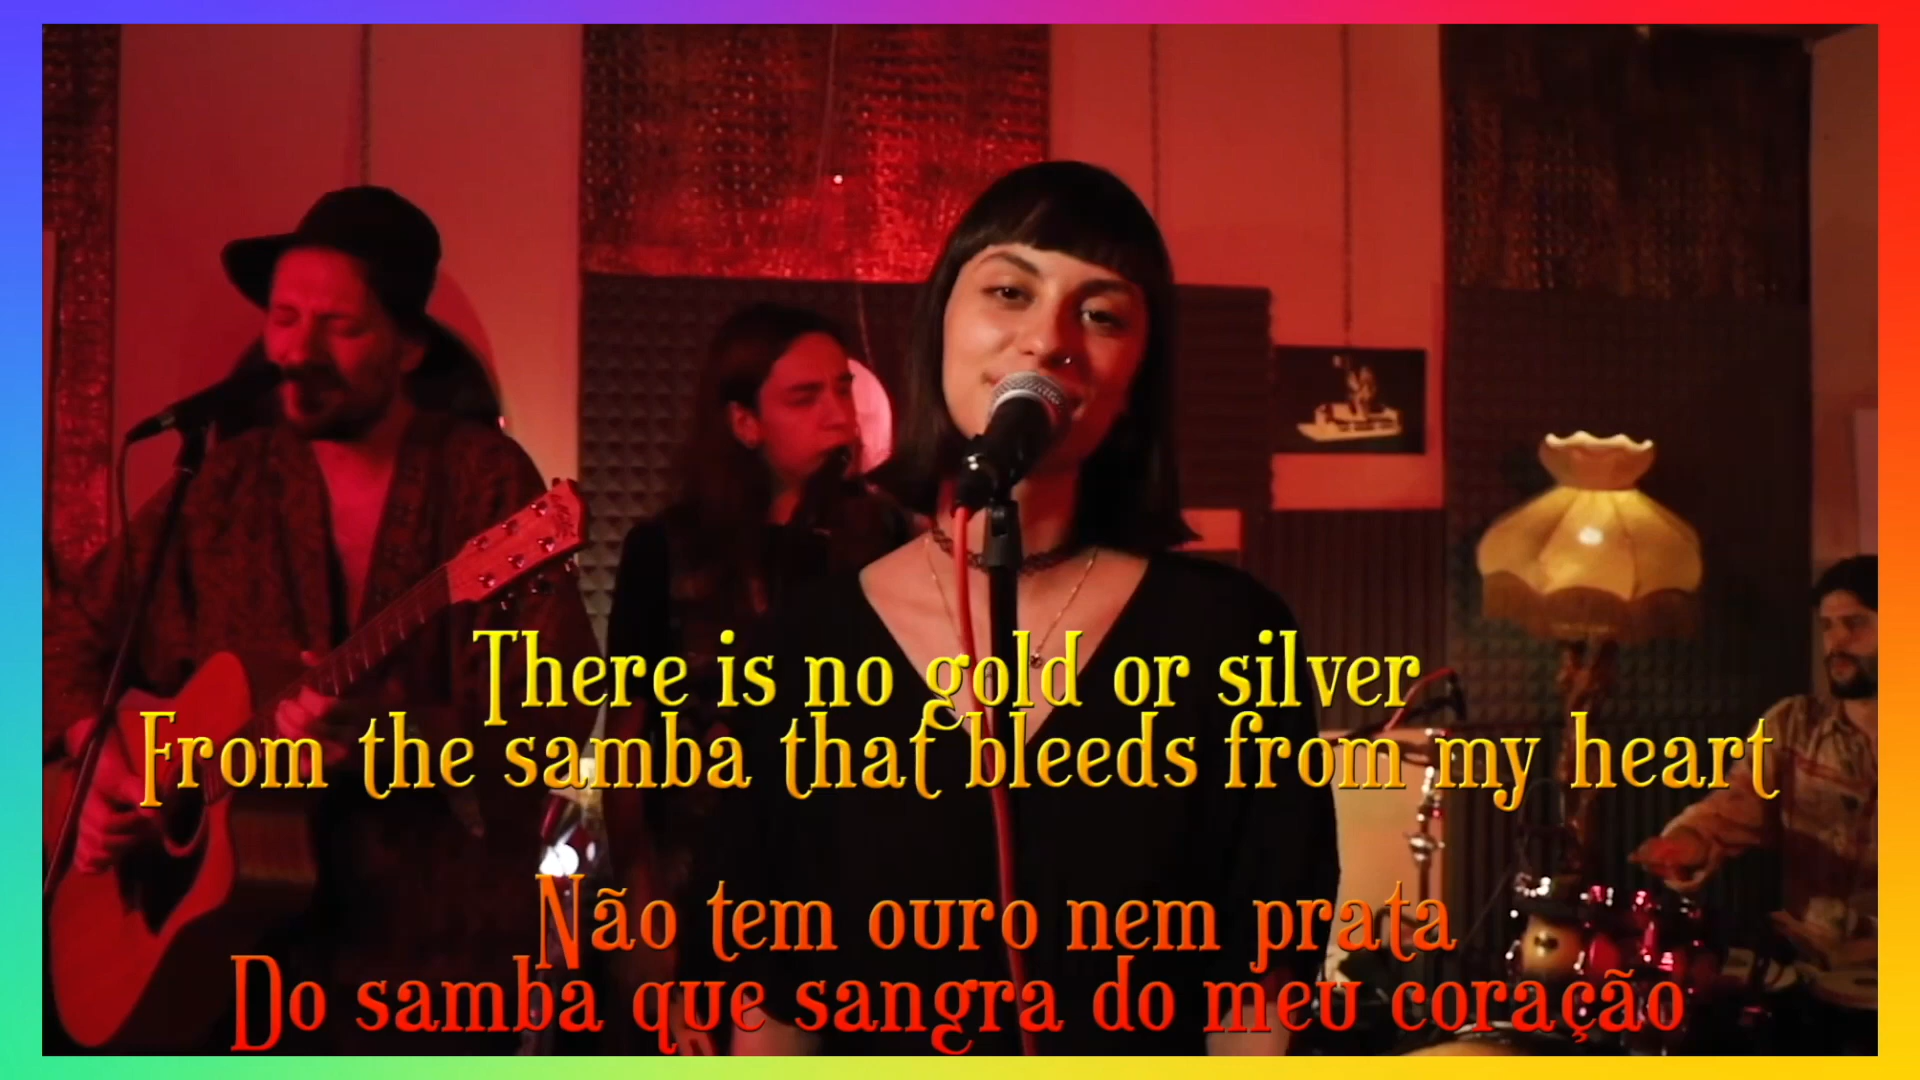 There is no gold or silver
From the samba that bleeds from my heart
Não tem ouro nem prata
Do samba que sangra do meu coração